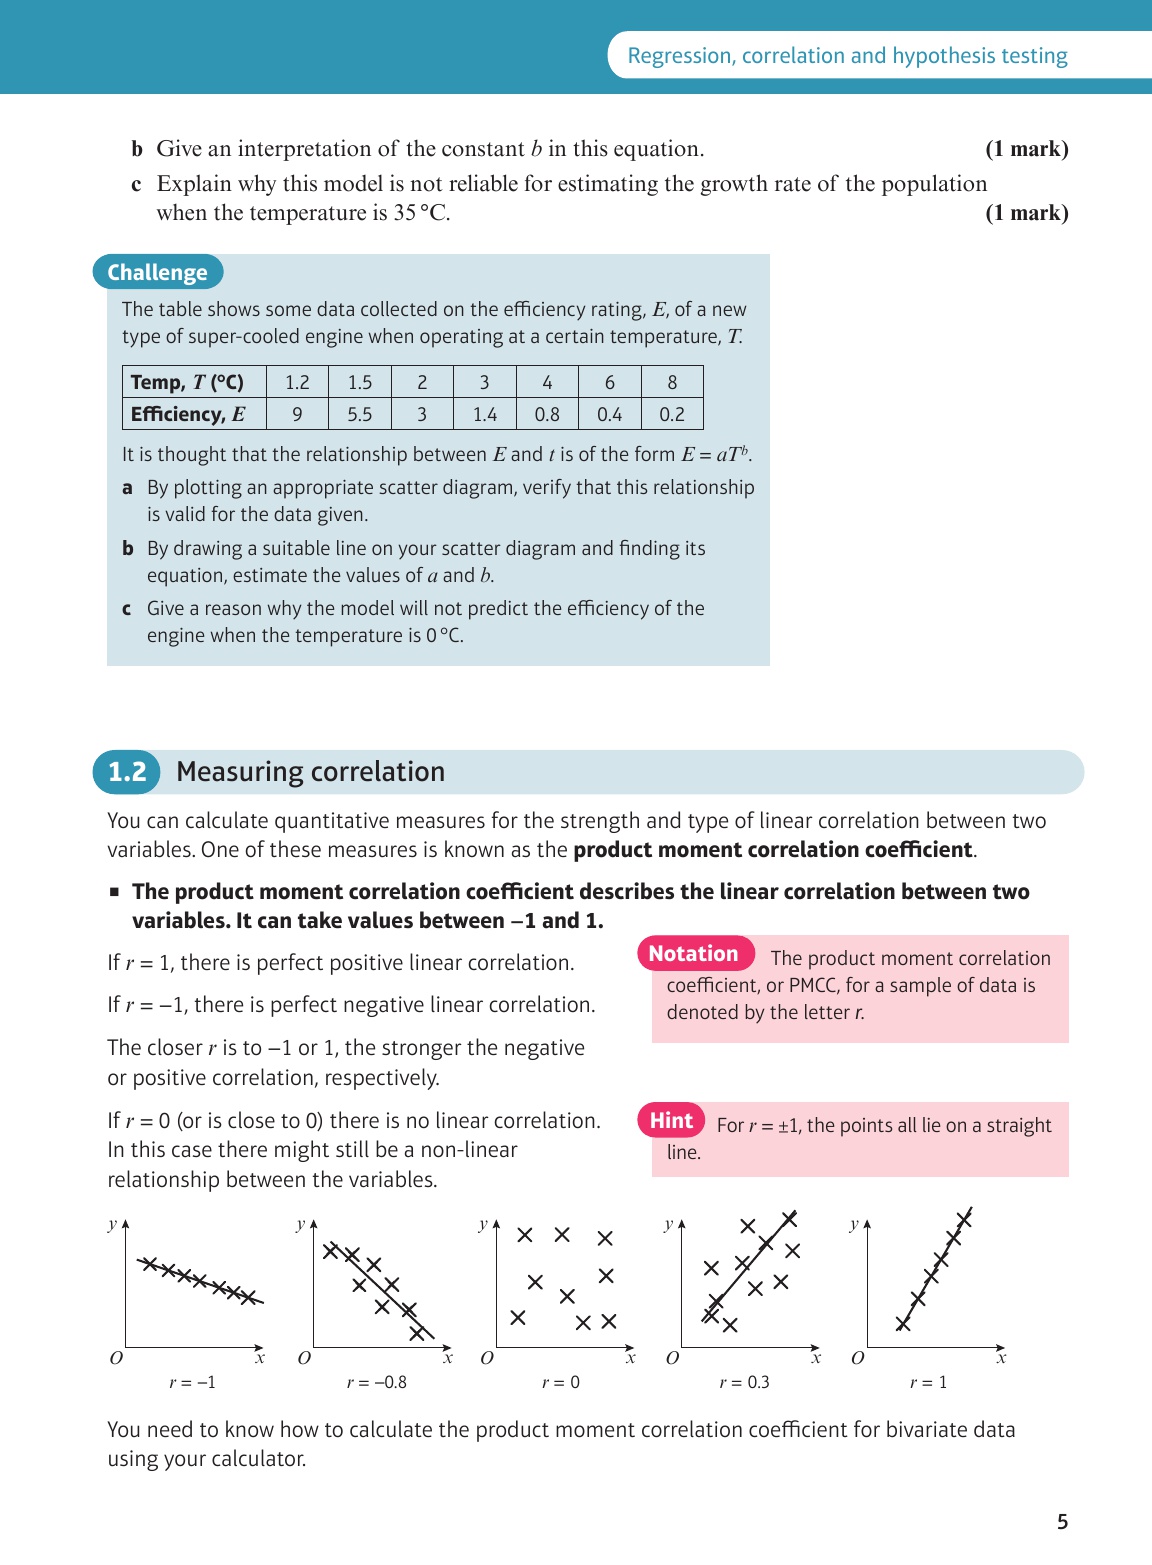 Regression, correlation and hypothesis testing
b Give an interpretation of the constant b in this equation. (1 mark)
c Explain why this model is not reliable for estimating the growth rate of the population
when the temperature is 35 °C. (1 mark)
Challenge
The table shows some data collected on the efficiency rating, E, of a new
type of super-cooled engine when operating at a certain temperature, T.
Temp, T (°C) 1.2 1.5 2 3 4 6 8
Efficiency, E 9 5.5 3 1.4 0.8 0.4 0.2
It is thought that the relationship between E and t is of the form E = aTᵇ.
a By plotting an appropriate scatter diagram, verify that this relationship
is valid for the data given.
b By drawing a suitable line on your scatter diagram and finding its
equation, estimate the values of a and b.
c Give a reason why the model will not predict the efficiency of the
engine when the temperature is 0 °C.
1.2 Measuring correlation
You can calculate quantitative measures for the strength and type of linear correlation between two
variables. One of these measures is known as the product moment correlation coefficient.
■ The product moment correlation coefficient describes the linear correlation between two
variables. It can take values between −1 and 1.
If r = 1, there is perfect positive linear correlation.
If r = −1, there is perfect negative linear correlation.
The closer r is to −1 or 1, the stronger the negative
or positive correlation, respectively.
If r = 0 (or is close to 0) there is no linear correlation.
In this case there might still be a non-linear
relationship between the variables.
Notation The product moment correlation
coefficient, or PMCC, for a sample of data is
denoted by the letter r.
Hint For r = ±1, the points all lie on a straight
line.
y y y y y
O x O x O x O x O x
r = −1 r = −0.8 r = 0 r = 0.3 r = 1
You need to know how to calculate the product moment correlation coefficient for bivariate data
using your calculator.
5